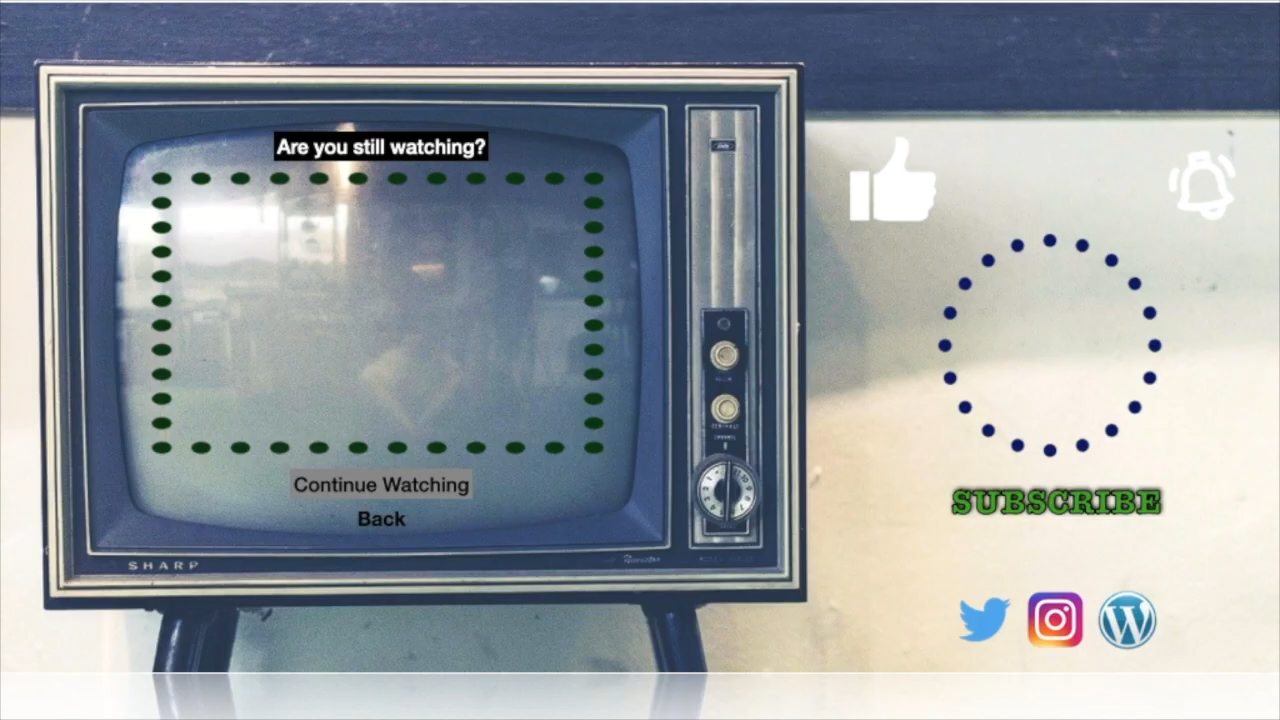 Are you still watching?
Continue Watching
Back
SHARP
SUBSCRIBE